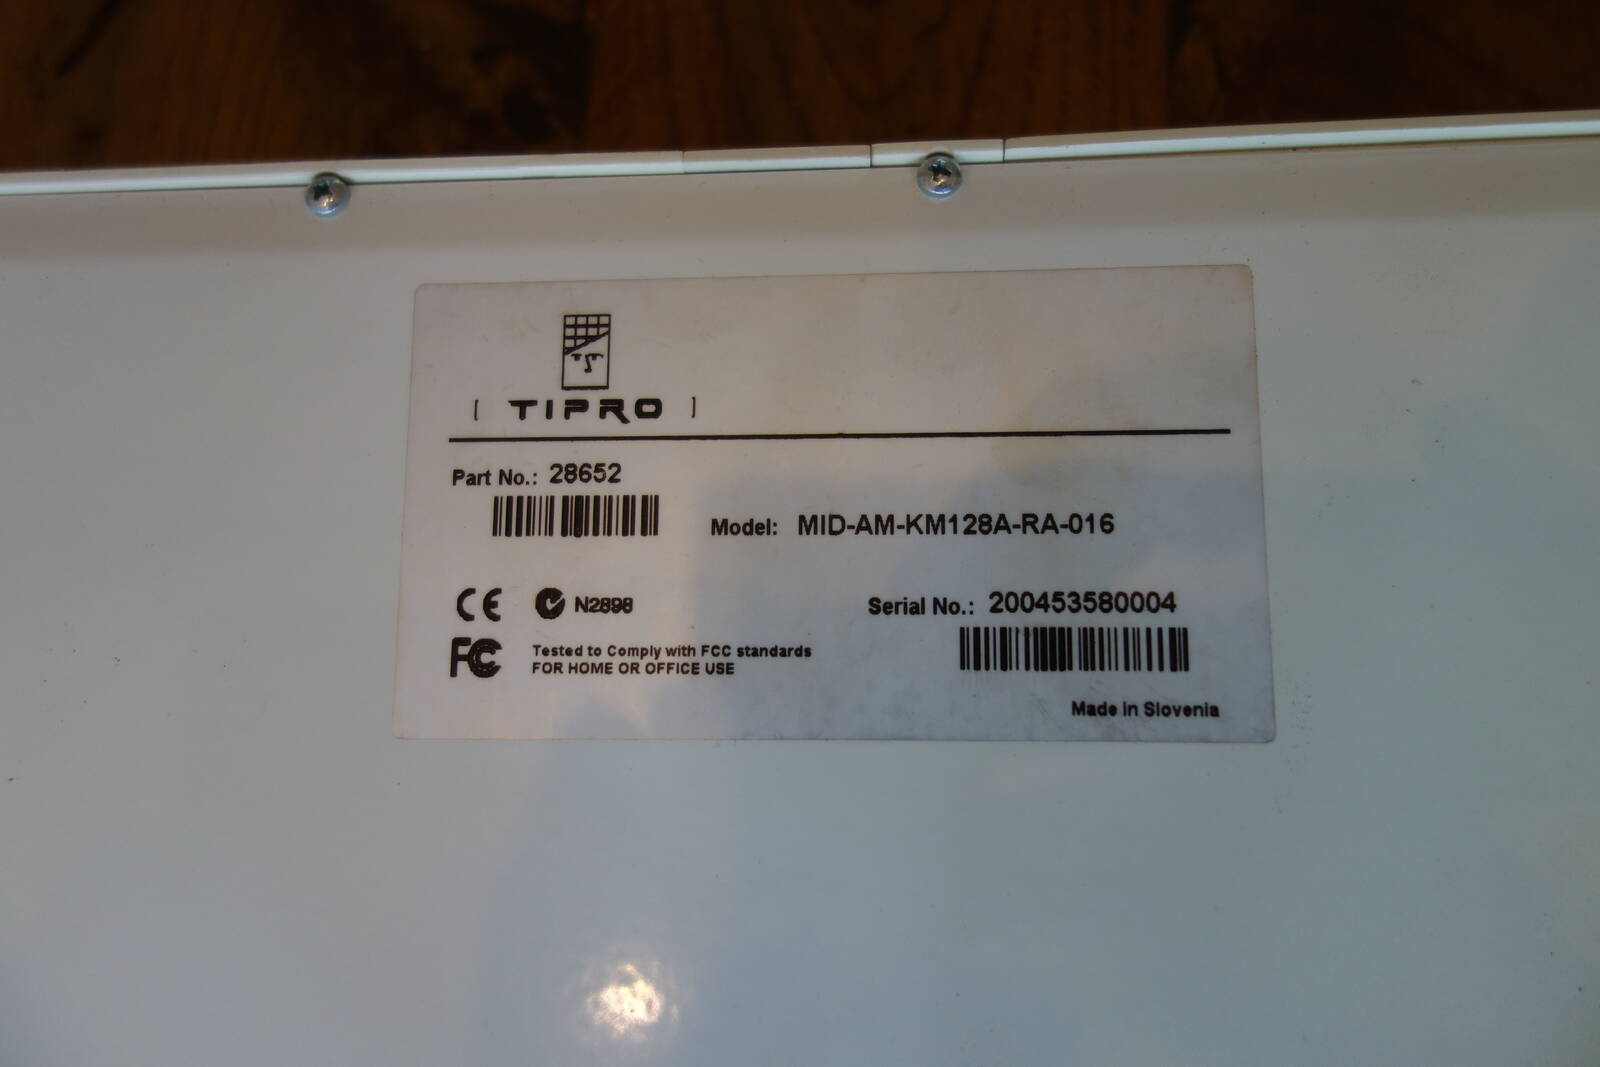 [ TIPRO ]
Part No.: 28652
Model: MID-AM-KM128A-RA-016
CE N2898
Serial No.: 200453580004
FC Tested to Comply with FCC standards
FOR HOME OR OFFICE USE
Made in Slovenia